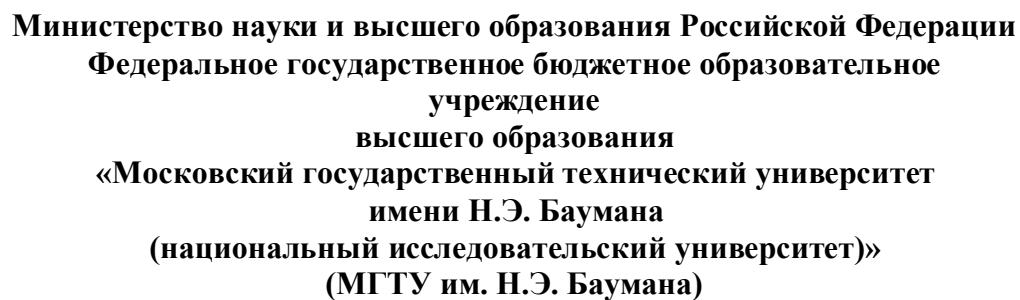 Министерство науки и высшего образования Российской Федерации
Федеральное государственное бюджетное образовательное
учреждение
высшего образования
«Московский государственный технический университет
имени Н.Э. Баумана
(национальный исследовательский университет)»
(МГТУ им. Н.Э. Баумана)